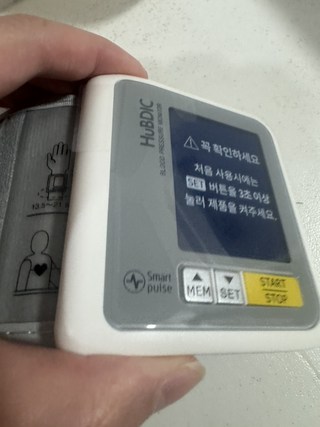 HuBDIC
BLOOD PRESSURE MONITOR
⚠ 꼭 확인하세요
처음 사용시에는
SET 버튼을 3초 이상
눌러 제품을 켜주세요.
Smart
pulse
▲
MEM
▼
SET
START
STOP